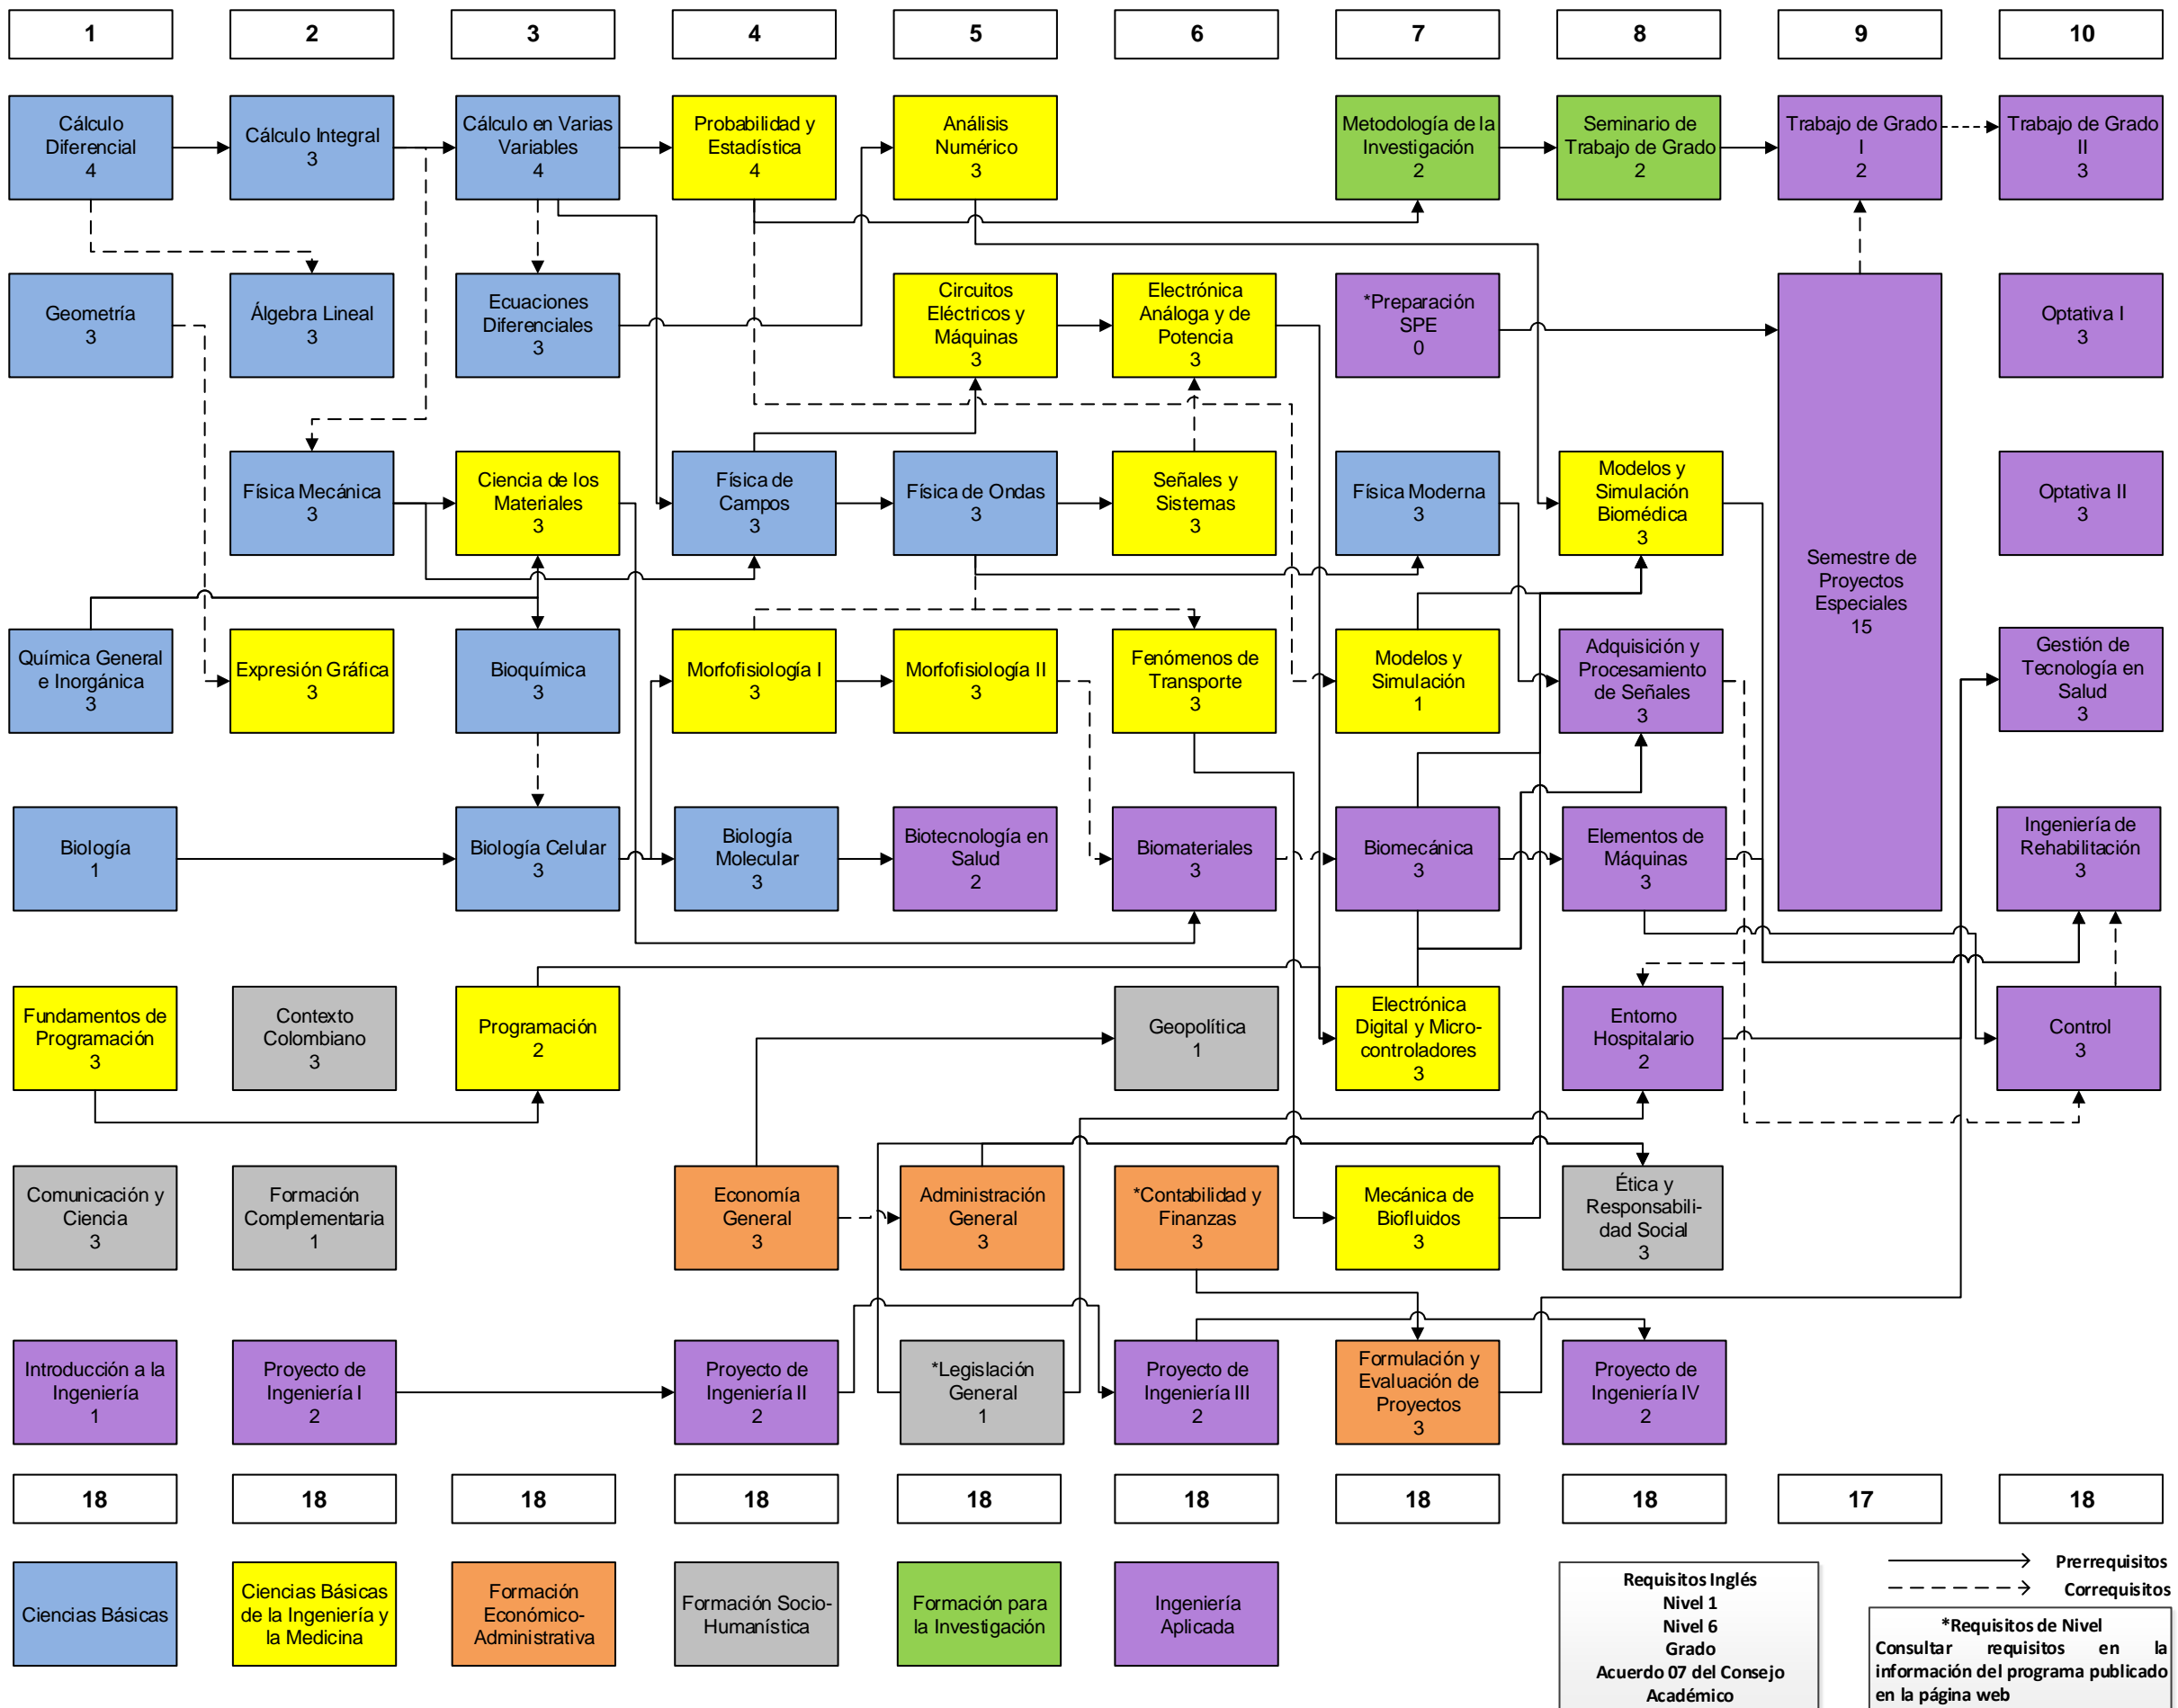 1 2 3 4 5 6 7 8 9 10
Cálculo
Diferencial
4
Cálculo Integral
3
Cálculo en Varias
Variables
4
Probabilidad y
Estadística
4
Análisis
Numérico
3
Metodología de la
Investigación
2
Seminario de
Trabajo de Grado
2
Trabajo de Grado
I
2
Trabajo de Grado
II
3
Geometría
3
Álgebra Lineal
3
Ecuaciones
Diferenciales
3
Circuitos
Eléctricos y
Máquinas
3
Electrónica
Análoga y de
Potencia
3
*Preparación
SPE
0
Semestre de
Proyectos
Especiales
15
Optativa I
3
Física Mecánica
3
Ciencia de los
Materiales
3
Física de
Campos
3
Física de Ondas
3
Señales y
Sistemas
3
Física Moderna
3
Modelos y
Simulación
Biomédica
3
Optativa II
3
Química General
e Inorgánica
3
Expresión Gráfica
3
Bioquímica
3
Morfofisiología I
3
Morfofisiología II
3
Fenómenos de
Transporte
3
Modelos y
Simulación
1
Adquisición y
Procesamiento
de Señales
3
Gestión de
Tecnología en
Salud
3
Biología
1
Biología Celular
3
Biología
Molecular
3
Biotecnología en
Salud
2
Biomateriales
3
Biomecánica
3
Elementos de
Máquinas
3
Ingeniería de
Rehabilitación
3
Fundamentos de
Programación
3
Contexto
Colombiano
3
Programación
2
Geopolítica
1
Electrónica
Digital y Micro-
controladores
3
Entorno
Hospitalario
2
Control
3
Comunicación y
Ciencia
3
Formación
Complementaria
1
Economía
General
3
Administración
General
3
*Contabilidad y
Finanzas
3
Mecánica de
Biofluidos
3
Ética y
Responsabili-
dad Social
3
Introducción a la
Ingeniería
1
Proyecto de
Ingeniería I
2
Proyecto de
Ingeniería II
2
*Legislación
General
1
Proyecto de
Ingeniería III
2
Formulación y
Evaluación de
Proyectos
3
Proyecto de
Ingeniería IV
2
18 18 18 18 18 18 18 18 17 18
Ciencias Básicas
Ciencias Básicas
de la Ingeniería y
la Medicina
Formación
Económico-
Administrativa
Formación Socio-
Humanística
Formación para
la Investigación
Ingeniería
Aplicada
Requisitos Inglés
Nivel 1
Nivel 6
Grado
Acuerdo 07 del Consejo
Académico
Prerrequisitos
Correquisitos
*Requisitos de Nivel
Consultar requisitos en la
información del programa publicado
en la página web